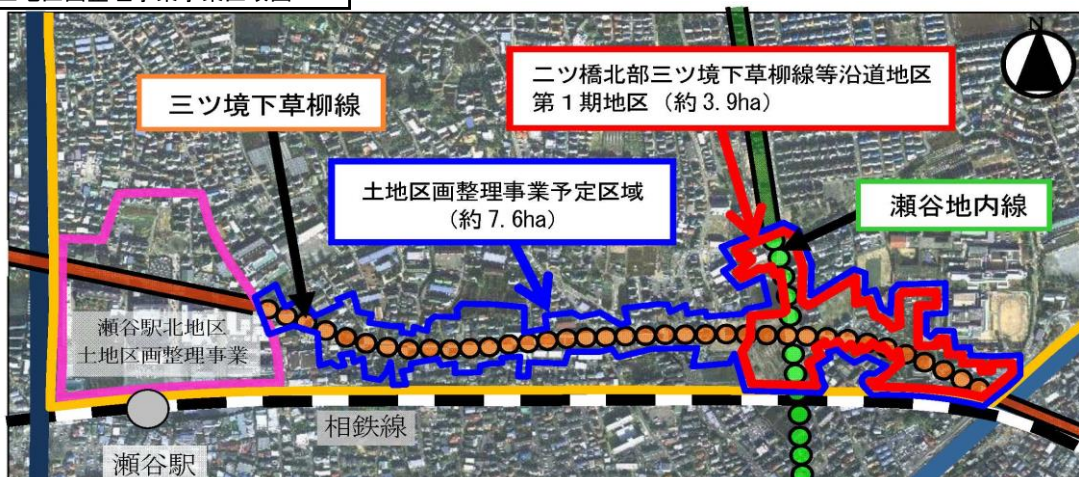 N
三ツ境下草柳線
二ツ橋北部三ツ境下草柳線等沿道地区
第１期地区（約 3.9ha）
土地区画整理事業予定区域
（約 7.6ha）
瀬谷地内線
瀬谷駅北地区
土地区画整理事業
相鉄線
瀬谷駅